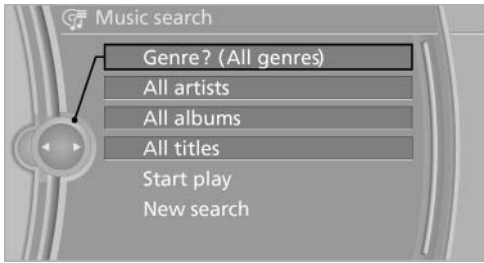 Music search
Genre? (All genres)
All artists
All albums
All titles
Start play
New search